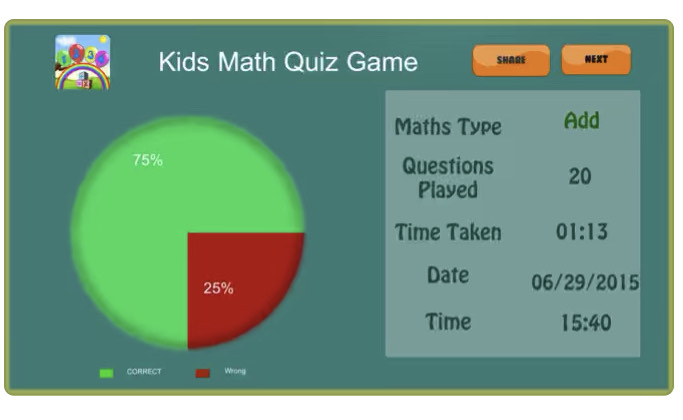 Kids Math Quiz Game
SHARE
NEXT
75%
25%
CORRECT
Wrong
Maths Type
Add
Questions
Played
20
Time Taken
01:13
Date
06/29/2015
Time
15:40